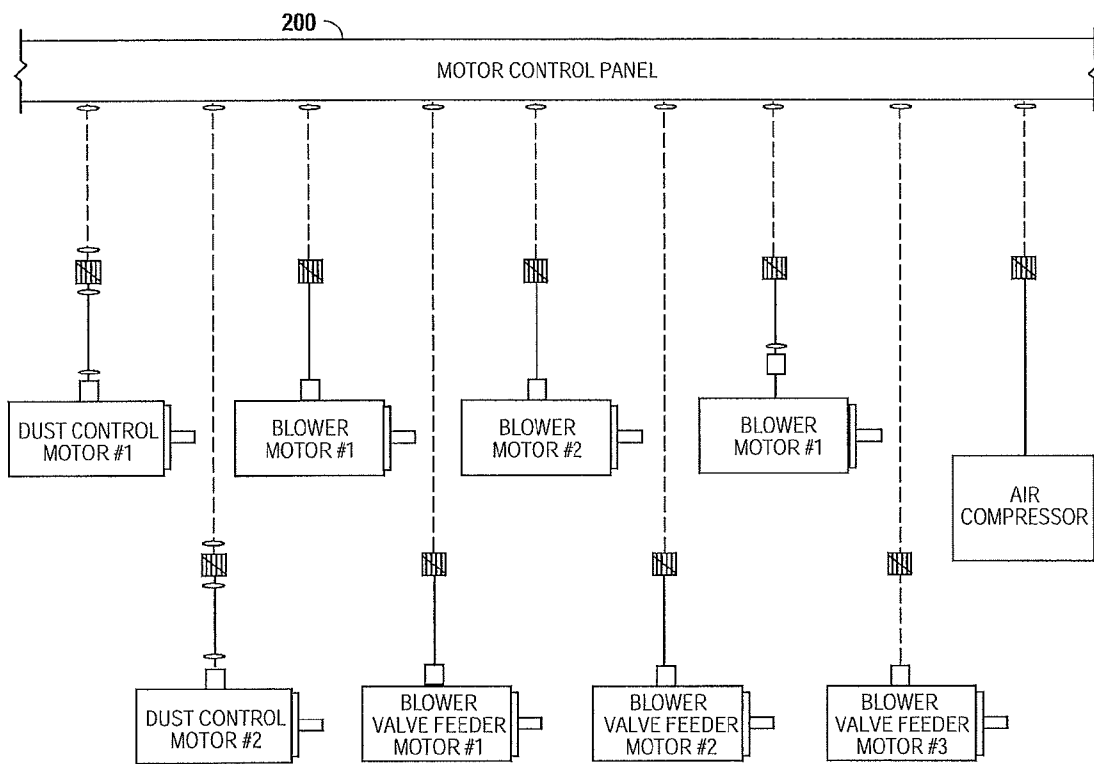 200
MOTOR CONTROL PANEL
DUST CONTROL
MOTOR #1
BLOWER
MOTOR #1
BLOWER
MOTOR #2
BLOWER
MOTOR #1
AIR
COMPRESSOR
DUST CONTROL
MOTOR #2
BLOWER
VALVE FEEDER
MOTOR #1
BLOWER
VALVE FEEDER
MOTOR #2
BLOWER
VALVE FEEDER
MOTOR #3